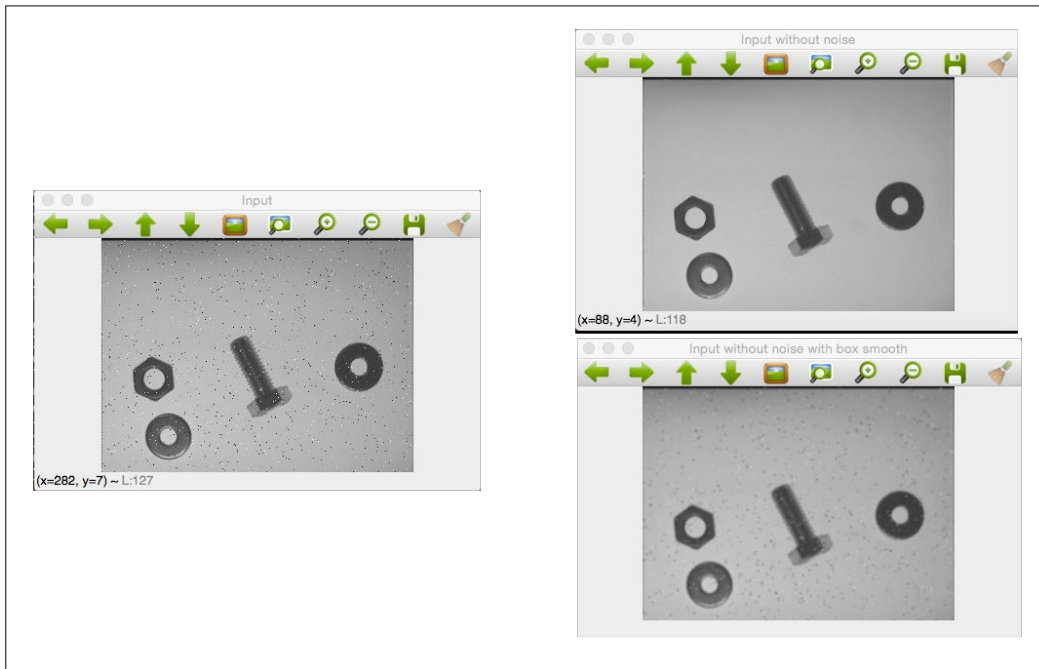 Input
(x=282, y=7) ~ L:127
Input without noise
(x=88, y=4) ~ L:118
Input without noise with box smooth